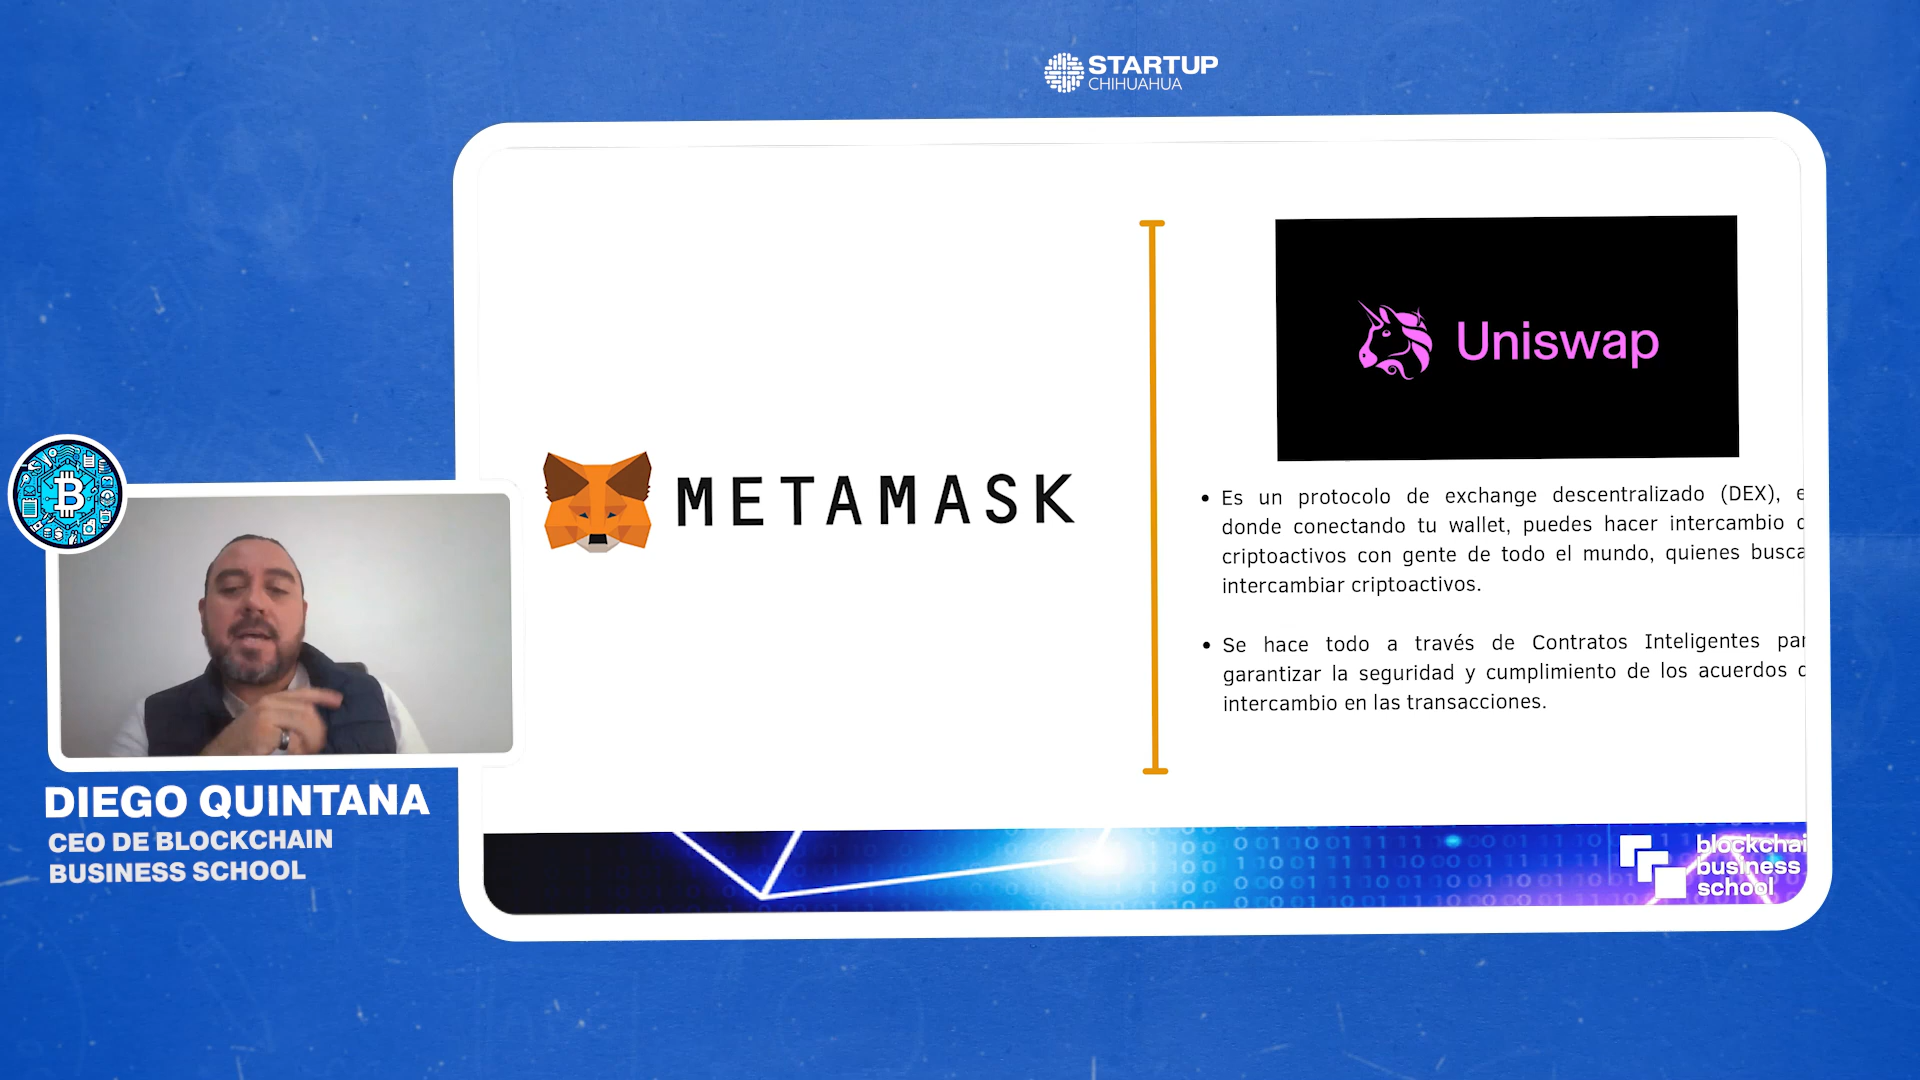 STARTUP
CHIHUAHUA
METAMASK
Uniswap
• Es un protocolo de exchange descentralizado (DEX),
donde conectando tu wallet, puedes hacer intercambio
criptoactivos con gente de todo el mundo, quienes
intercambiar criptoactivos.
• Se hace todo a través de Contratos Inteligentes
garantizar la seguridad y cumplimiento de los acuerdos
intercambio en las transacciones.
DIEGO QUINTANA
CEO DE BLOCKCHAIN
BUSINESS SCHOOL
business
school